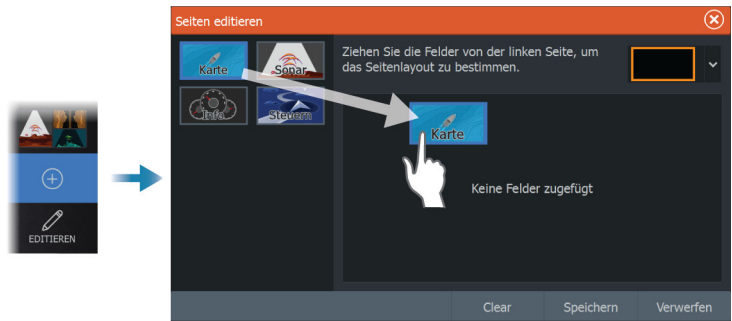 Seiten editieren
Ziehen Sie die Felder von der linken Seite, um
das Seitenlayout zu bestimmen.
Karte
Sonar
Info
Steuern
Karte
Keine Felder zugefügt
EDITIEREN
Clear
Speichern
Verwerfen